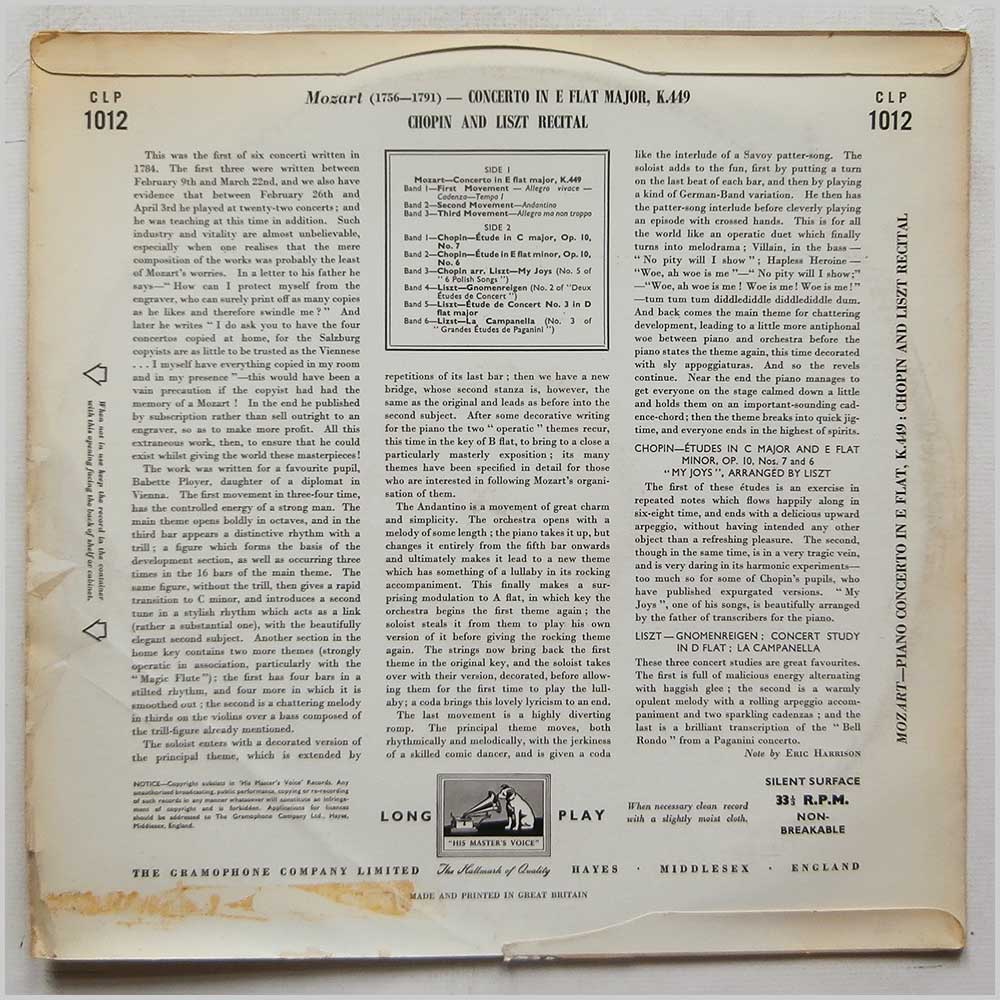 CLP
1012
Mozart (1756—1791) — CONCERTO IN E FLAT MAJOR, K.449
CHOPIN AND LISZT RECITAL
CLP
1012
This was the first of six concerti written in
1784. The first three were written between
February 9th and March 22nd, and we also have
evidence that between February 26th and
April 3rd he played at twenty-two concerts; and
he was teaching at this time in addition. Such
industry and vitality are almost unbelievable,
especially when one realises that the mere
composition of the works was probably the least
of Mozart's worries. In a letter to his father he
says—“ How can I protect myself from the
engraver, who can surely print off as many copies
as he likes and therefore swindle me ? ” And
later he writes “ I do ask you to have the four
concertos copied at home, for the Salzburg
copyists are as little to be trusted as the Viennese
. . . I myself have everything copied in my room
and in my presence ”—this would have been a
vain precaution if the copyist had had the
memory of a Mozart ! In the end he published
by subscription rather than sell outright to an
engraver, so as to make more profit. All this
extraneous work, then, to ensure that he could
exist whilst giving the world these masterpieces !
The work was written for a favourite pupil,
Babette Ployer, daughter of a diplomat in
Vienna. The first movement in three-four time,
has the controlled energy of a strong man. The
main theme opens boldly in octaves, and in the
third bar appears a distinctive rhythm with a
trill ; a figure which forms the basis of the
development section, as well as occurring three
times in the 16 bars of the main theme. The
same figure, without the trill, then gives a rapid
transition to C minor, and introduces a second
tune in a stylish rhythm which acts as a link
(rather a substantial one), with the beautifully
elegant second subject. Another section in the
home key contains two more themes (strongly
operatic in association, particularly with the
“ Magic Flute ”) : the first has four bars in a
stilted rhythm, and four more in which it is
smoothed out ; the second is a chattering melody
in thirds on the violins over a bass composed of
the trill-figure already mentioned.
The soloist enters with a decorated version of
the principal theme, which is extended by
SIDE 1
Mozart—Concerto in E flat major, K.449
Band 1—First Movement — Allegro vivace —
Cadenza—Tempo I
Band 2—Second Movement—Andantino
Band 3—Third Movement—Allegro ma non troppo
SIDE 2
Band 1—Chopin—Étude in C major, Op. 10,
No. 7
Band 2—Chopin—Étude in E flat minor, Op. 10,
No. 6
Band 3—Chopin arr. Liszt—My Joys (No. 5 of
“ 6 Polish Songs ”)
Band 4—Liszt—Gnomenreigen (No. 2 of “Deux
Études de Concert ”)
Band 5—Liszt—Étude de Concert No. 3 in D
flat major
Band 6—Lizst—La Campanella (No. 3 of
“ Grandes Études de Paganini ”)
repetitions of its last bar ; then we have a new
bridge, whose second stanza is, however, the
same as the original and leads as before into the
second subject. After some decorative writing
for the piano the two “ operatic ” themes recur,
this time in the key of B flat, to bring to a close a
particularly masterly exposition ; its many
themes have been specified in detail for those
who are interested in following Mozart's organi-
sation of them.
The Andantino is a movement of great charm
and simplicity. The orchestra opens with a
melody of some length ; the piano takes it up, but
changes it entirely from the fifth bar onwards
and ultimately makes it lead to a new theme
which has something of a lullaby in its rocking
accompaniment. This finally makes a sur-
prising modulation to A flat, in which key the
orchestra begins the first theme again ; the
soloist steals it from them to play his own
version of it before giving the rocking theme
again. The strings now bring back the first
theme in the original key, and the soloist takes
over with their version, decorated, before allow-
ing them for the first time to play the lull-
aby ; a coda brings this lovely lyricism to an end.
The last movement is a highly diverting
romp. The principal theme moves, both
rhythmically and melodically, with the jerkiness
of a skilled comic dancer, and is given a coda
like the interlude of a Savoy patter-song. The
soloist adds to the fun, first by putting a turn
on the last beat of each bar, and then by playing
a kind of German-Band variation. He then has
the patter-song interlude before cleverly playing
an episode with crossed hands. This is for all
the world like an operatic duet which finally
turns into melodrama ; Villain, in the bass —
“ No pity will I show ” ; Hapless Heroine —
“Woe, ah woe is me ”—“ No pity will I show;”
—“Woe, ah woe is me! Woe is me! Woe is me!”
—tum tum tum diddlediddle diddlediddle dum.
And back comes the main theme for chattering
development, leading to a little more antiphonal
woe between piano and orchestra before the
piano states the theme again, this time decorated
with sly appoggiaturas. And so the revels
continue. Near the end the piano manages to
get everyone on the stage calmed down a little
and holds them on an important-sounding cad-
ence-chord ; then the theme breaks into quick jig-
time, and everyone ends in the highest of spirits.
CHOPIN—ÉTUDES IN C MAJOR AND E FLAT
MINOR, OP. 10, Nos. 7 and 6
“MY JOYS”, ARRANGED BY LISZT
The first of these études is an exercise in
repeated notes which flows happily along in
six-eight time, and ends with a delicious upward
arpeggio, without having intended any other
object than a refreshing pleasure. The second,
though in the same time, is in a very tragic vein,
and is very daring in its harmonic experiments—
too much so for some of Chopin's pupils, who
have published expurgated versions. “ My
Joys ”, one of his songs, is beautifully arranged
by the father of transcribers for the piano.
LISZT — GNOMENREIGEN ; CONCERT STUDY
IN D FLAT ; LA CAMPANELLA
These three concert studies are great favourites.
The first is full of malicious energy alternating
with haggish glee ; the second is a warmly
opulent melody with a rolling arpeggio accom-
paniment and two sparkling cadenzas ; and the
last is a brilliant transcription of the “ Bell
Rondo ” from a Paganini concerto.
Note by ERIC HARRISON
When not in use keep the record in the container
with this opening facing the back of shelf or cabinet.
MOZART—PIANO CONCERTO IN E FLAT, K.449 : CHOPIN AND LISZT RECITAL
NOTICE—Copyright subsists in 'His Master's Voice' Records. Any
unauthorised broadcasting, public performance, copying or re-recording
of such records in any manner whatsoever will constitute an infringe-
ment of copyright and is forbidden. Applications for licences
should be addressed to The Gramophone Company Ltd., Hayes,
Middlesex, England.
LONG PLAY
“HIS MASTER'S VOICE”
When necessary clean record
with a slightly moist cloth.
SILENT SURFACE
33⅓ R.P.M.
NON-
BREAKABLE
THE GRAMOPHONE COMPANY LIMITED The Hallmark of Quality HAYES · MIDDLESEX · ENGLAND
MADE AND PRINTED IN GREAT BRITAIN